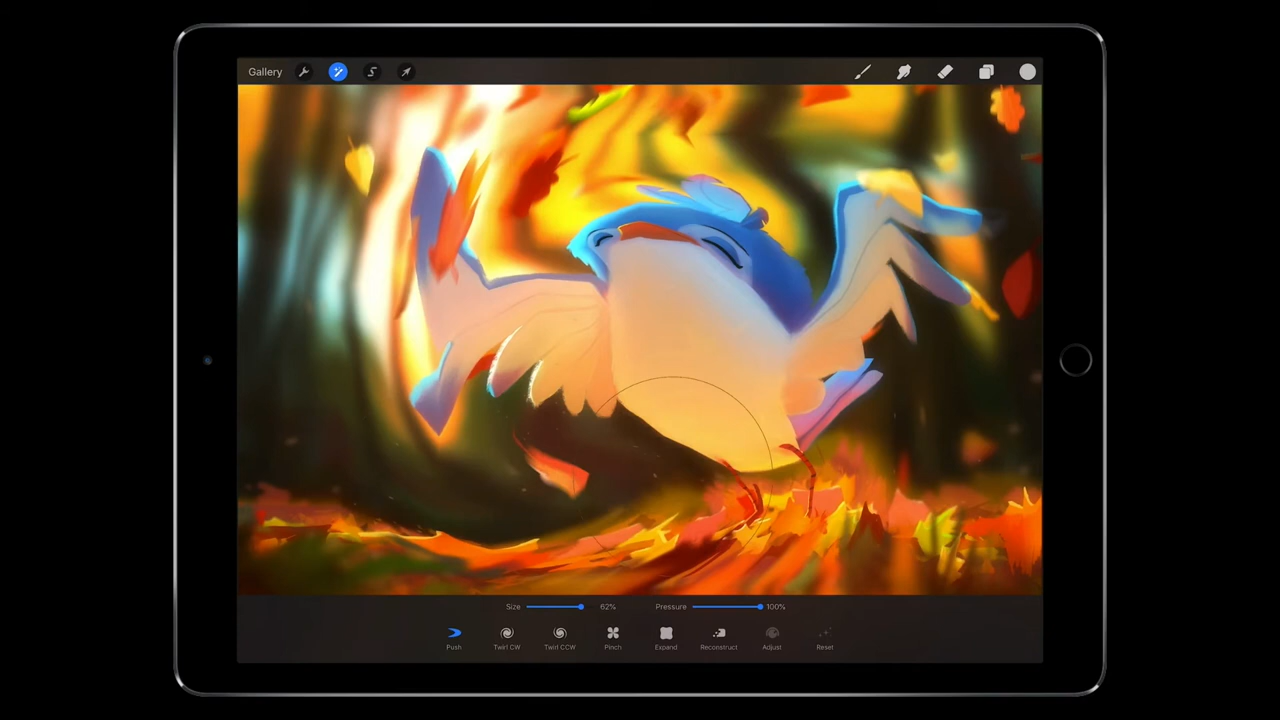 Gallery
Size 62% Pressure 100%
Push Twirl CW Twirl CCW Pinch Expand Reconstruct Adjust Reset